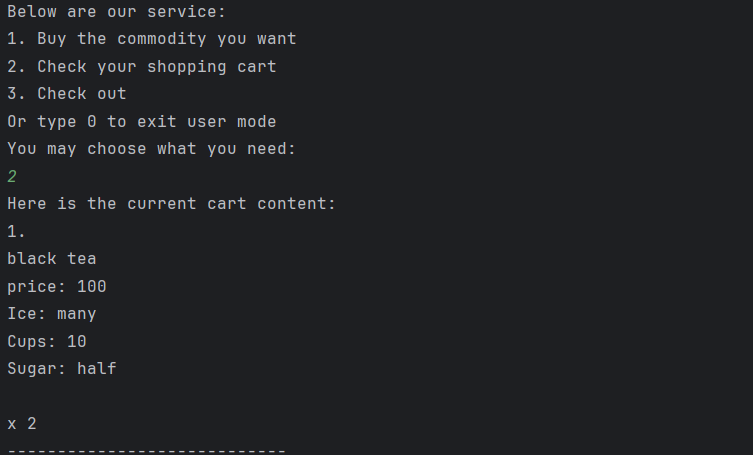 Below are our service:
1. Buy the commodity you want
2. Check your shopping cart
3. Check out
Or type 0 to exit user mode
You may choose what you need:
2
Here is the current cart content:
1.
black tea
price: 100
Ice: many
Cups: 10
Sugar: half
x 2
----------------------------